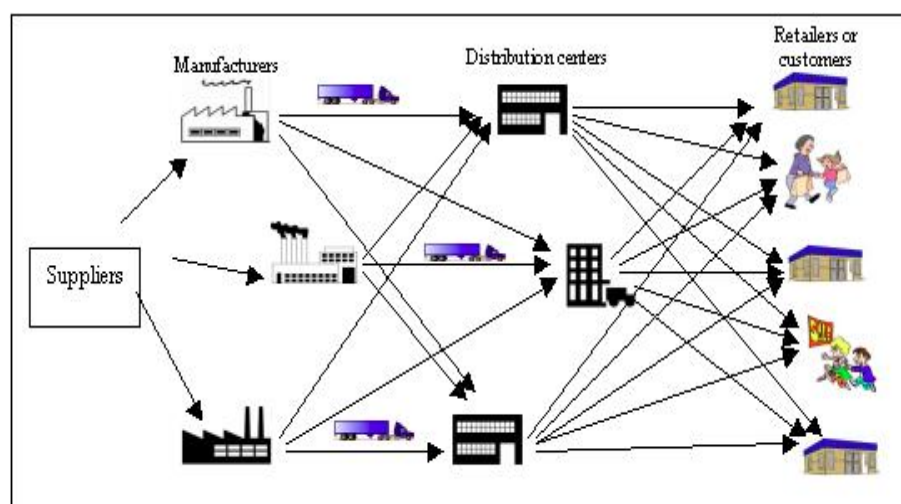 Manufacturers
Distribution centers
Retailers or
customers
Suppliers